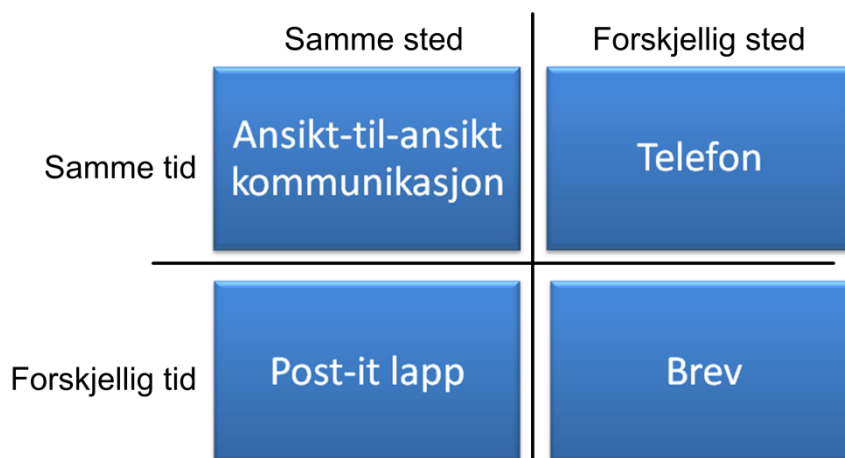 Samme sted
Forskjellig sted
Samme tid
Ansikt-til-ansikt
kommunikasjon
Telefon
Forskjellig tid
Post-it lapp
Brev